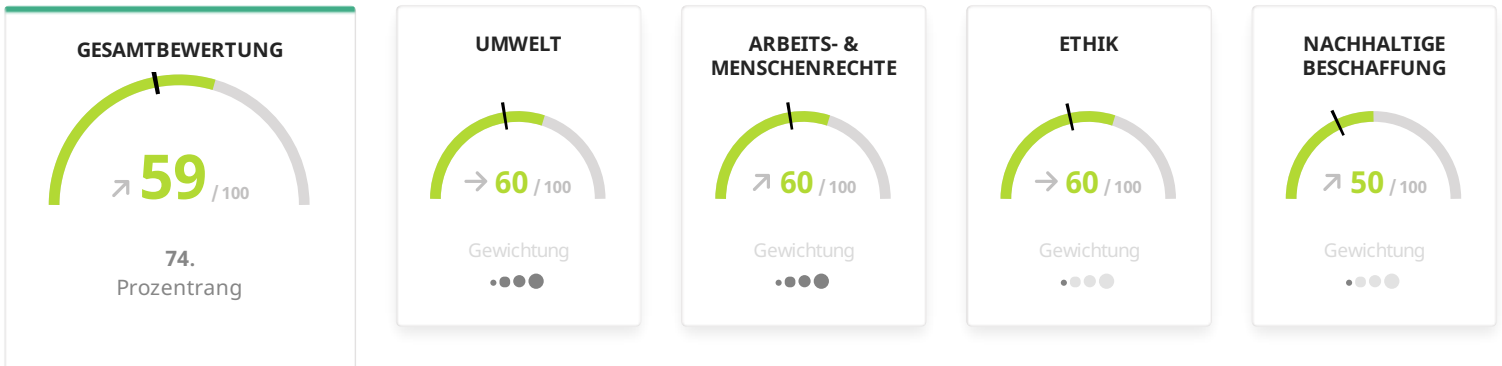 GESAMTBEWERTUNG
59 / 100
74.
Prozentrang
UMWELT
60 / 100
Gewichtung
ARBEITS- &
MENSCHENRECHTE
60 / 100
Gewichtung
ETHIK
60 / 100
Gewichtung
NACHHALTIGE
BESCHAFFUNG
50 / 100
Gewichtung